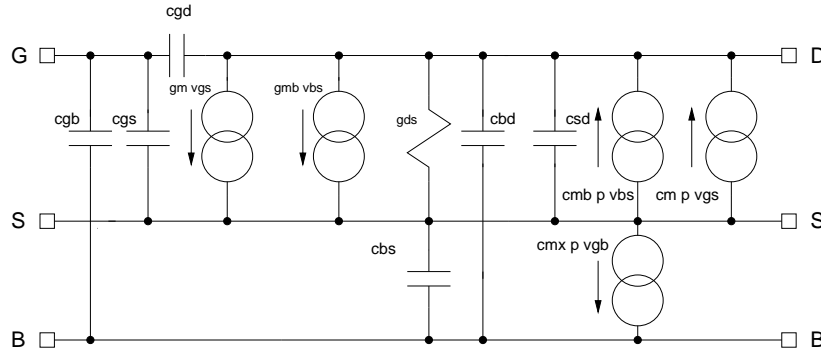 cgd
G
D
gm vgs
gmb vbs
cgb
cgs
gds
cbd
csd
cmb p vbs
cm p vgs
S
S
cbs
cmx p vgb
B
B